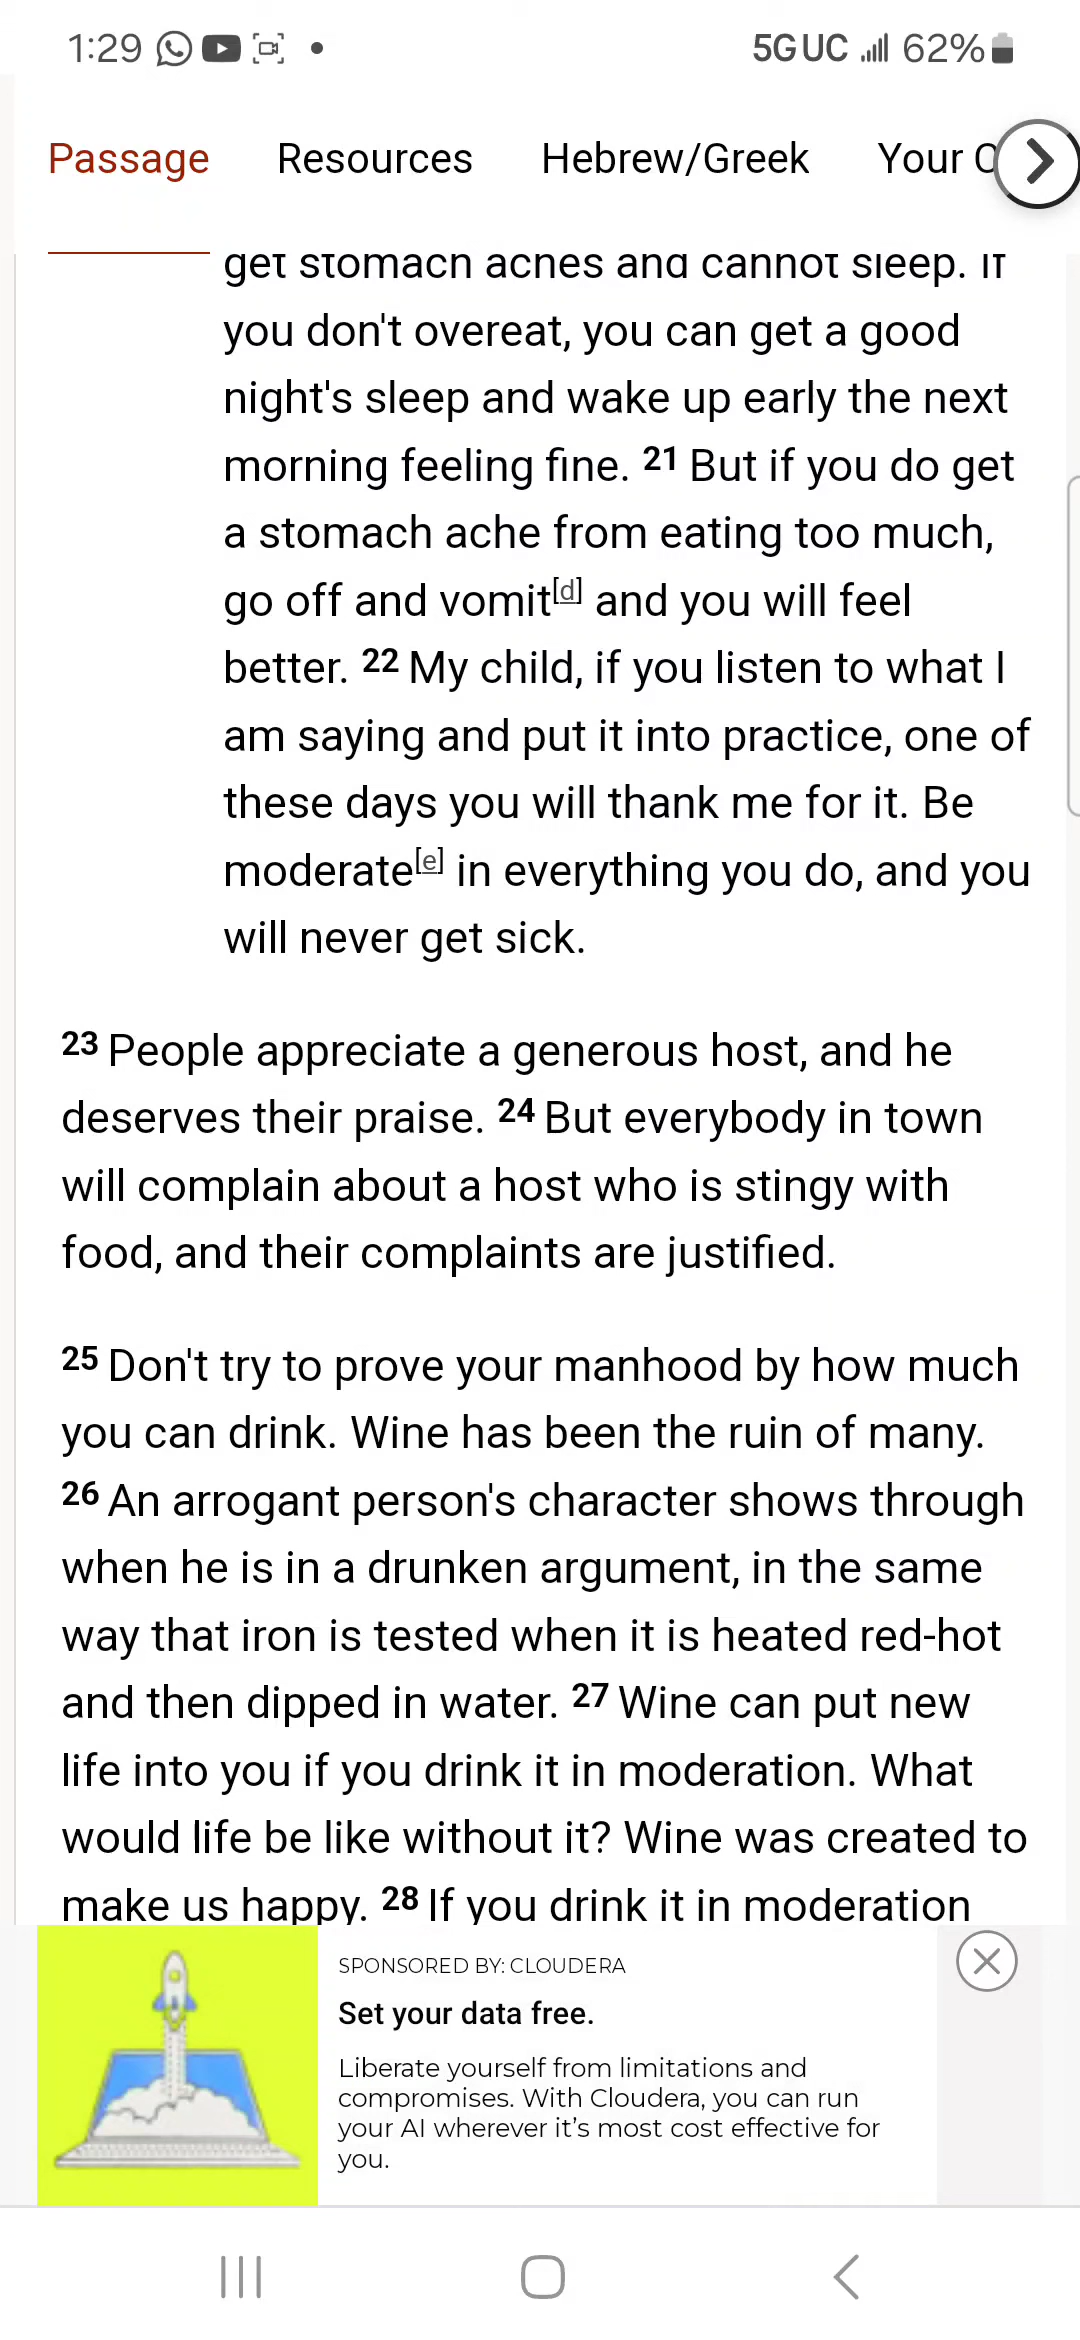 1:29
5G UC 62%
Passage Resources Hebrew/Greek Your C
get stomach aches and cannot sleep. If
you don't overeat, you can get a good
night's sleep and wake up early the next
morning feeling fine. 21 But if you do get
a stomach ache from eating too much,
go off and vomit[d] and you will feel
better. 22 My child, if you listen to what I
am saying and put it into practice, one of
these days you will thank me for it. Be
moderate[e] in everything you do, and you
will never get sick.
23 People appreciate a generous host, and he
deserves their praise. 24 But everybody in town
will complain about a host who is stingy with
food, and their complaints are justified.
25 Don't try to prove your manhood by how much
you can drink. Wine has been the ruin of many.
26 An arrogant person's character shows through
when he is in a drunken argument, in the same
way that iron is tested when it is heated red-hot
and then dipped in water. 27 Wine can put new
life into you if you drink it in moderation. What
would life be like without it? Wine was created to
make us happy. 28 If you drink it in moderation
SPONSORED BY: CLOUDERA
Set your data free.
Liberate yourself from limitations and
compromises. With Cloudera, you can run
your AI wherever it's most cost effective for
you.